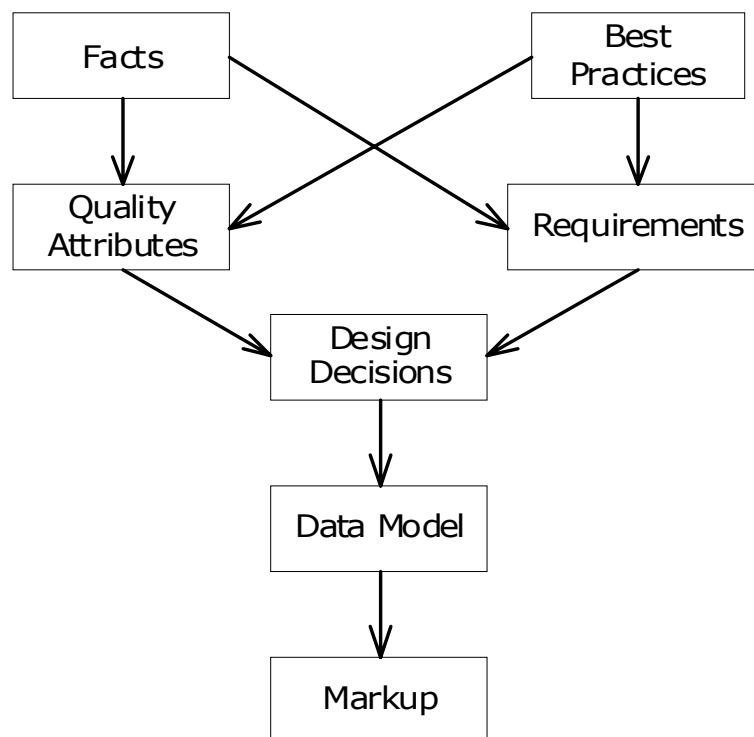 Facts
Best
Practices
Quality
Attributes
Requirements
Design
Decisions
Data Model
Markup